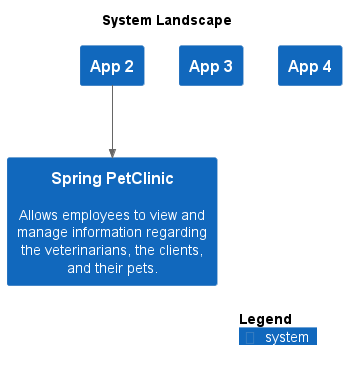 System Landscape
App 2
App 3
App 4
Spring PetClinic
Allows employees to view and
manage information regarding
the veterinarians, the clients,
and their pets.
Legend
system